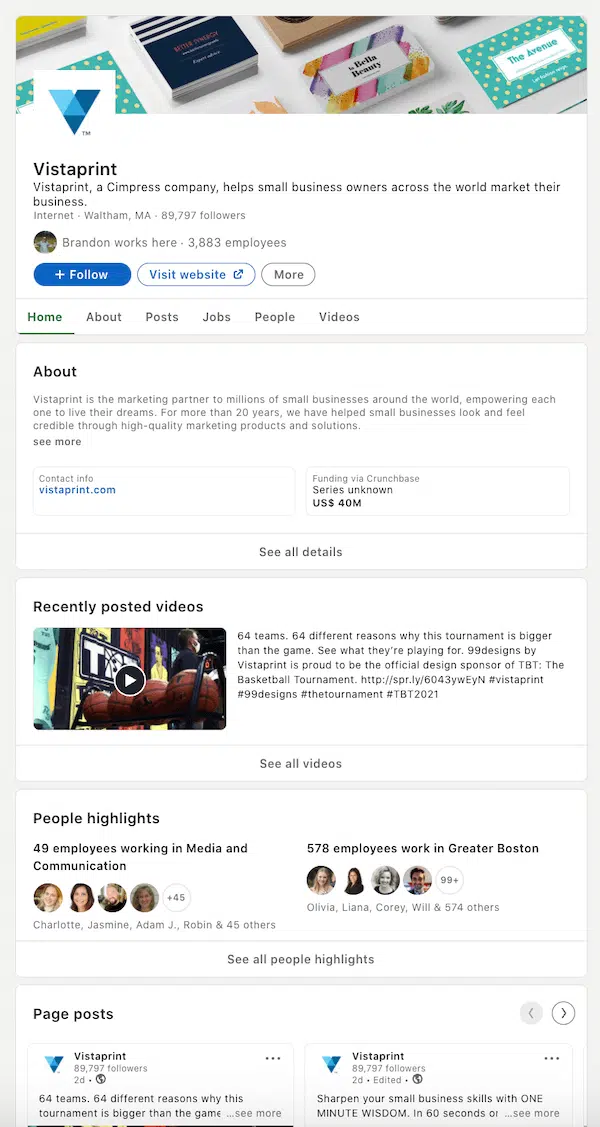 BETTER SYNERGY
Expert advice
la Bella
Beauty
The Avenue
TM
Vistaprint
Vistaprint, a Cimpress company, helps small business owners across the world market their
business.
Internet · Waltham, MA · 89,797 followers
Brandon works here · 3,883 employees
+ Follow
Visit website
More
Home
About
Posts
Jobs
People
Videos
About
Vistaprint is the marketing partner to millions of small businesses around the world, empowering each
one to live their dreams. For more than 20 years, we have helped small businesses look and feel
credible through high-quality marketing products and solutions.
see more
Contact info
vistaprint.com
Funding via Crunchbase
Series unknown
US$ 40M
See all details
Recently posted videos
64 teams. 64 different reasons why this tournament is bigger
than the game. See what they’re playing for. 99designs by
Vistaprint is proud to be the official design sponsor of TBT: The
Basketball Tournament. http://spr.ly/6043ywEyN #vistaprint
#99designs #thetournament #TBT2021
See all videos
People highlights
49 employees working in Media and
Communication
+45
Charlotte, Jasmine, Adam J., Robin & 45 others
578 employees work in Greater Boston
99+
Olivia, Liana, Corey, Will & 574 others
See all people highlights
Page posts
Vistaprint
89,797 followers
2d •
64 teams. 64 different reasons why this
tournament is bigger than the game ...see more
Vistaprint
89,797 followers
2d • Edited •
Sharpen your small business skills with ONE
MINUTE WISDOM. In 60 seconds or ...see more